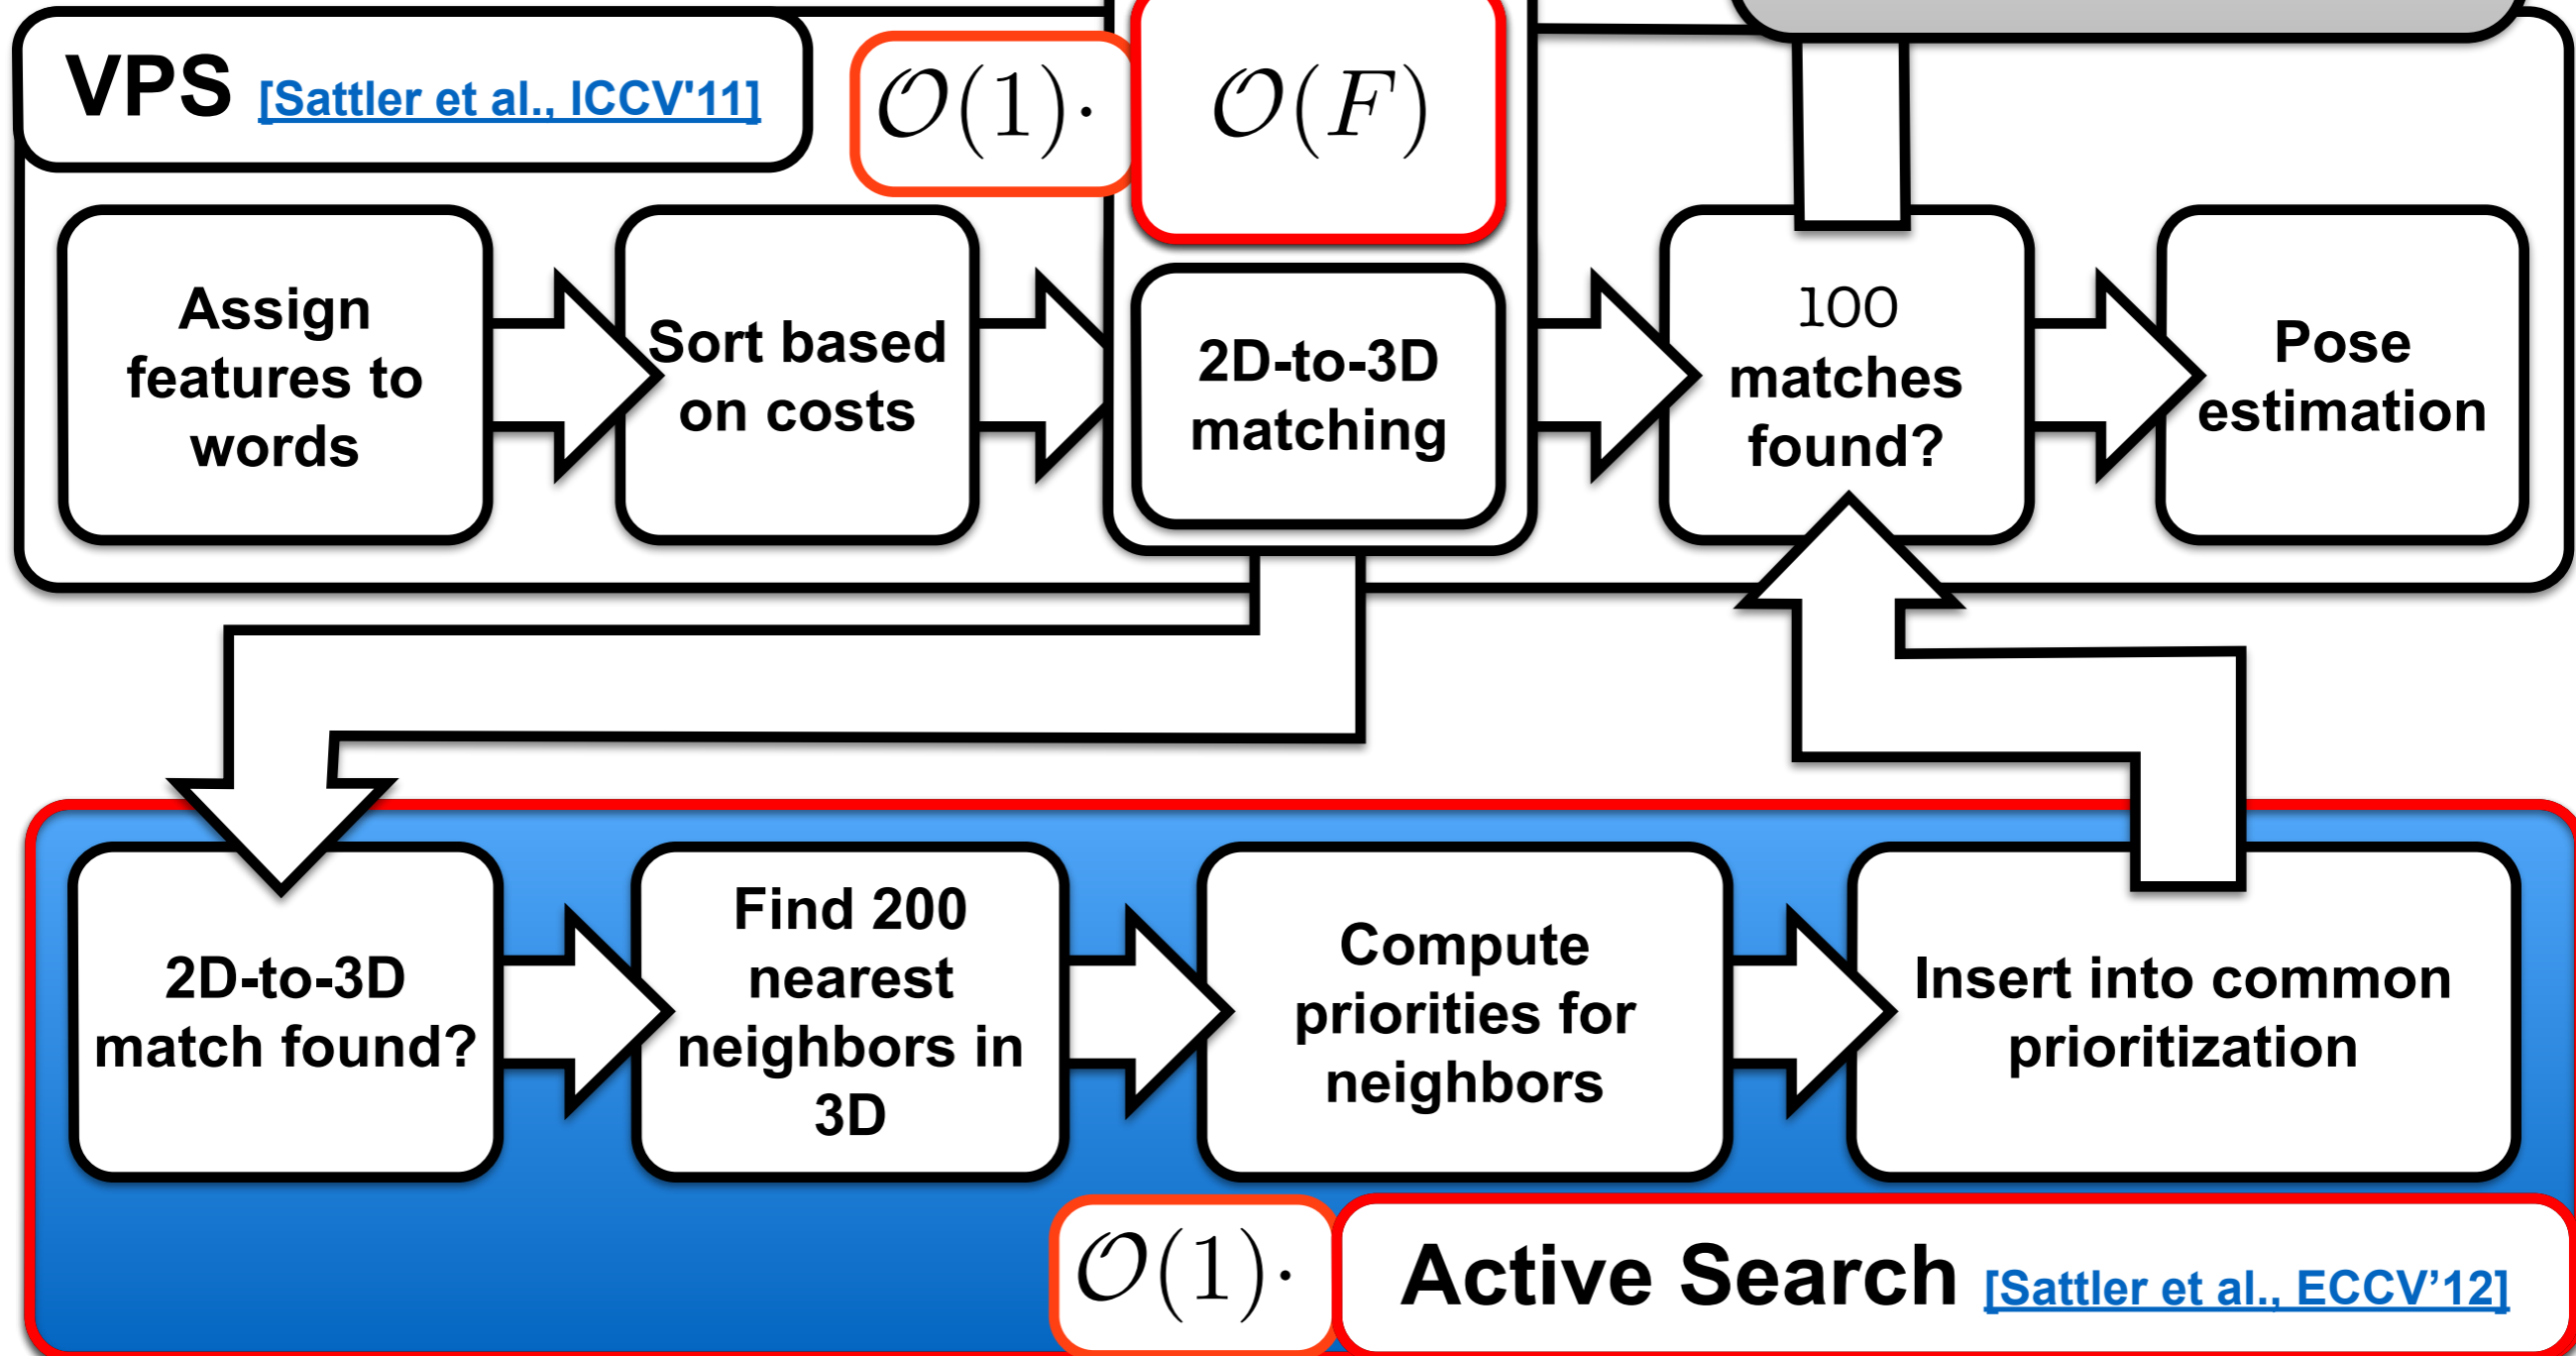 VPS [Sattler et al., ICCV'11]
𝒪(1)·
𝒪(F)
Assign
features to
words
Sort based
on costs
2D-to-3D
matching
100
matches
found?
Pose
estimation
2D-to-3D
match found?
Find 200
nearest
neighbors in
3D
Compute
priorities for
neighbors
Insert into common
prioritization
𝒪(1)·
Active Search [Sattler et al., ECCV’12]